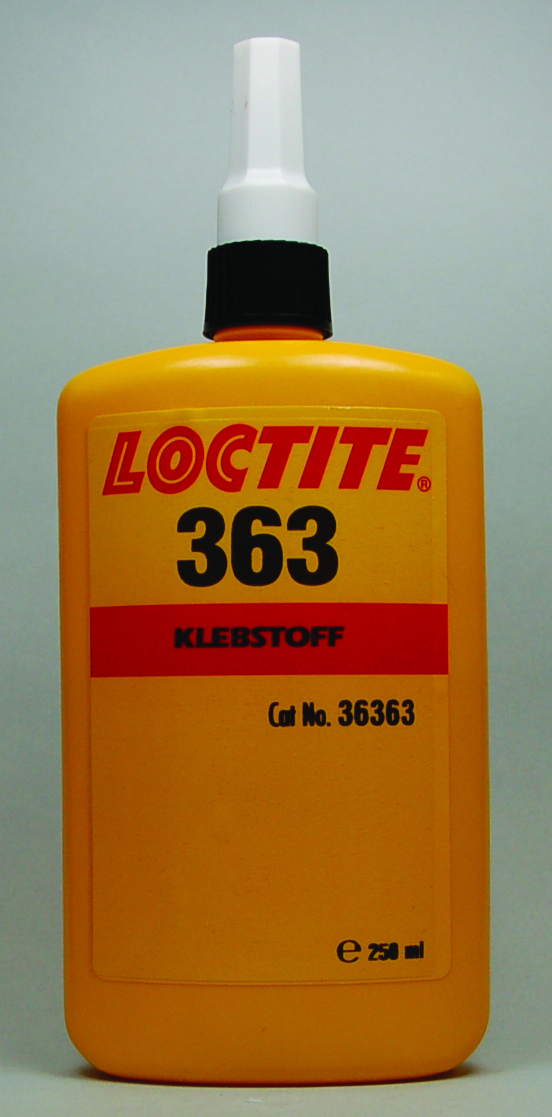 LOCTITE®
363
KLEBSTOFF
Cat No. 36363
℮ 250 ml